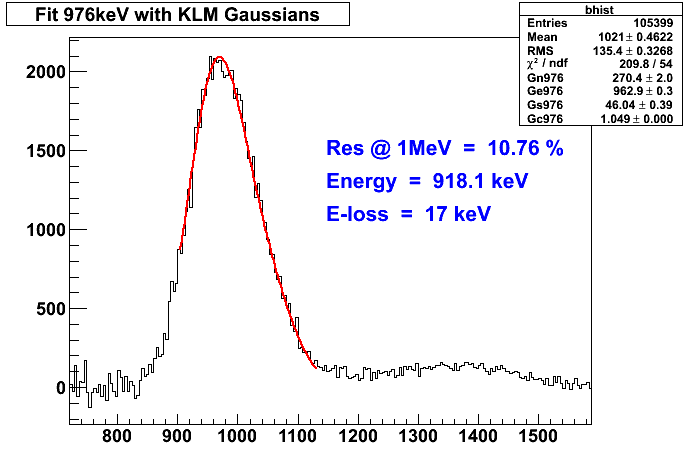 Fit 976keV with KLM Gaussians
bhist
Entries 105399
Mean 1021 ± 0.4622
RMS 135.4 ± 0.3268
χ² / ndf 209.8 / 54
Gn976 270.4 ± 2.0
Ge976 962.9 ± 0.3
Gs976 46.04 ± 0.39
Gc976 1.049 ± 0.000
Res @ 1MeV = 10.76 %
Energy = 918.1 keV
E-loss = 17 keV
2000
1500
1000
500
0
800 900 1000 1100 1200 1300 1400 1500